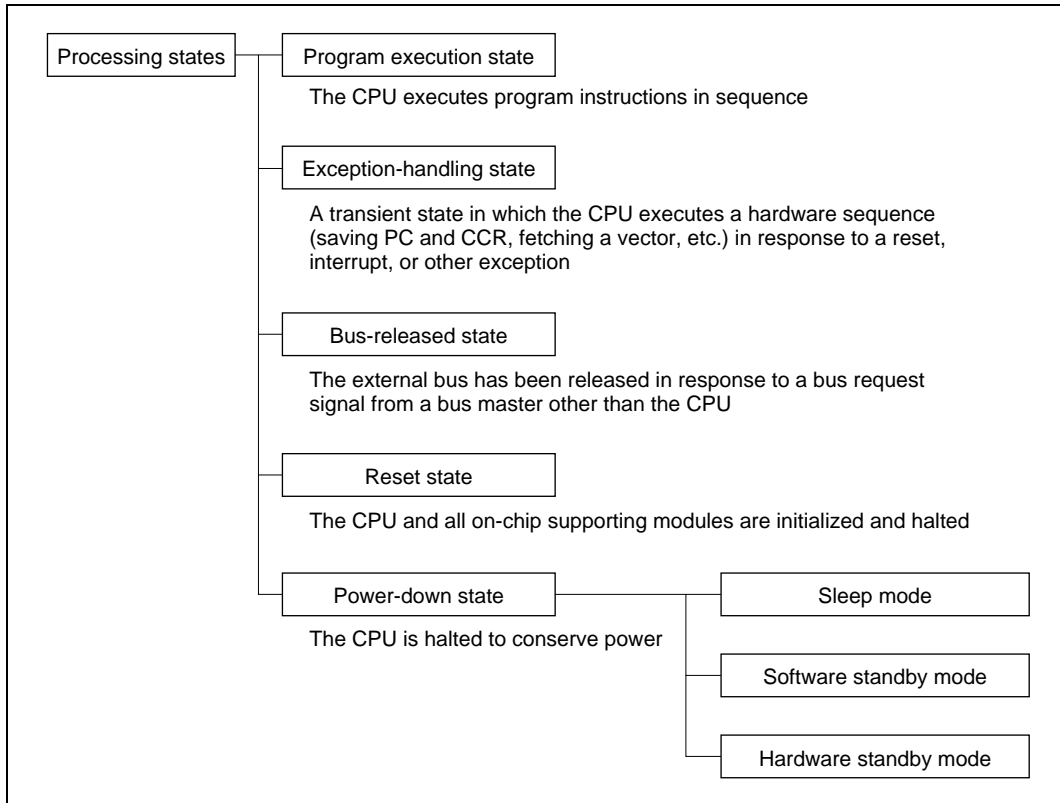 Processing states
Program execution state
The CPU executes program instructions in sequence
Exception-handling state
A transient state in which the CPU executes a hardware sequence
(saving PC and CCR, fetching a vector, etc.) in response to a reset,
interrupt, or other exception
Bus-released state
The external bus has been released in response to a bus request
signal from a bus master other than the CPU
Reset state
The CPU and all on-chip supporting modules are initialized and halted
Power-down state
The CPU is halted to conserve power
Sleep mode
Software standby mode
Hardware standby mode